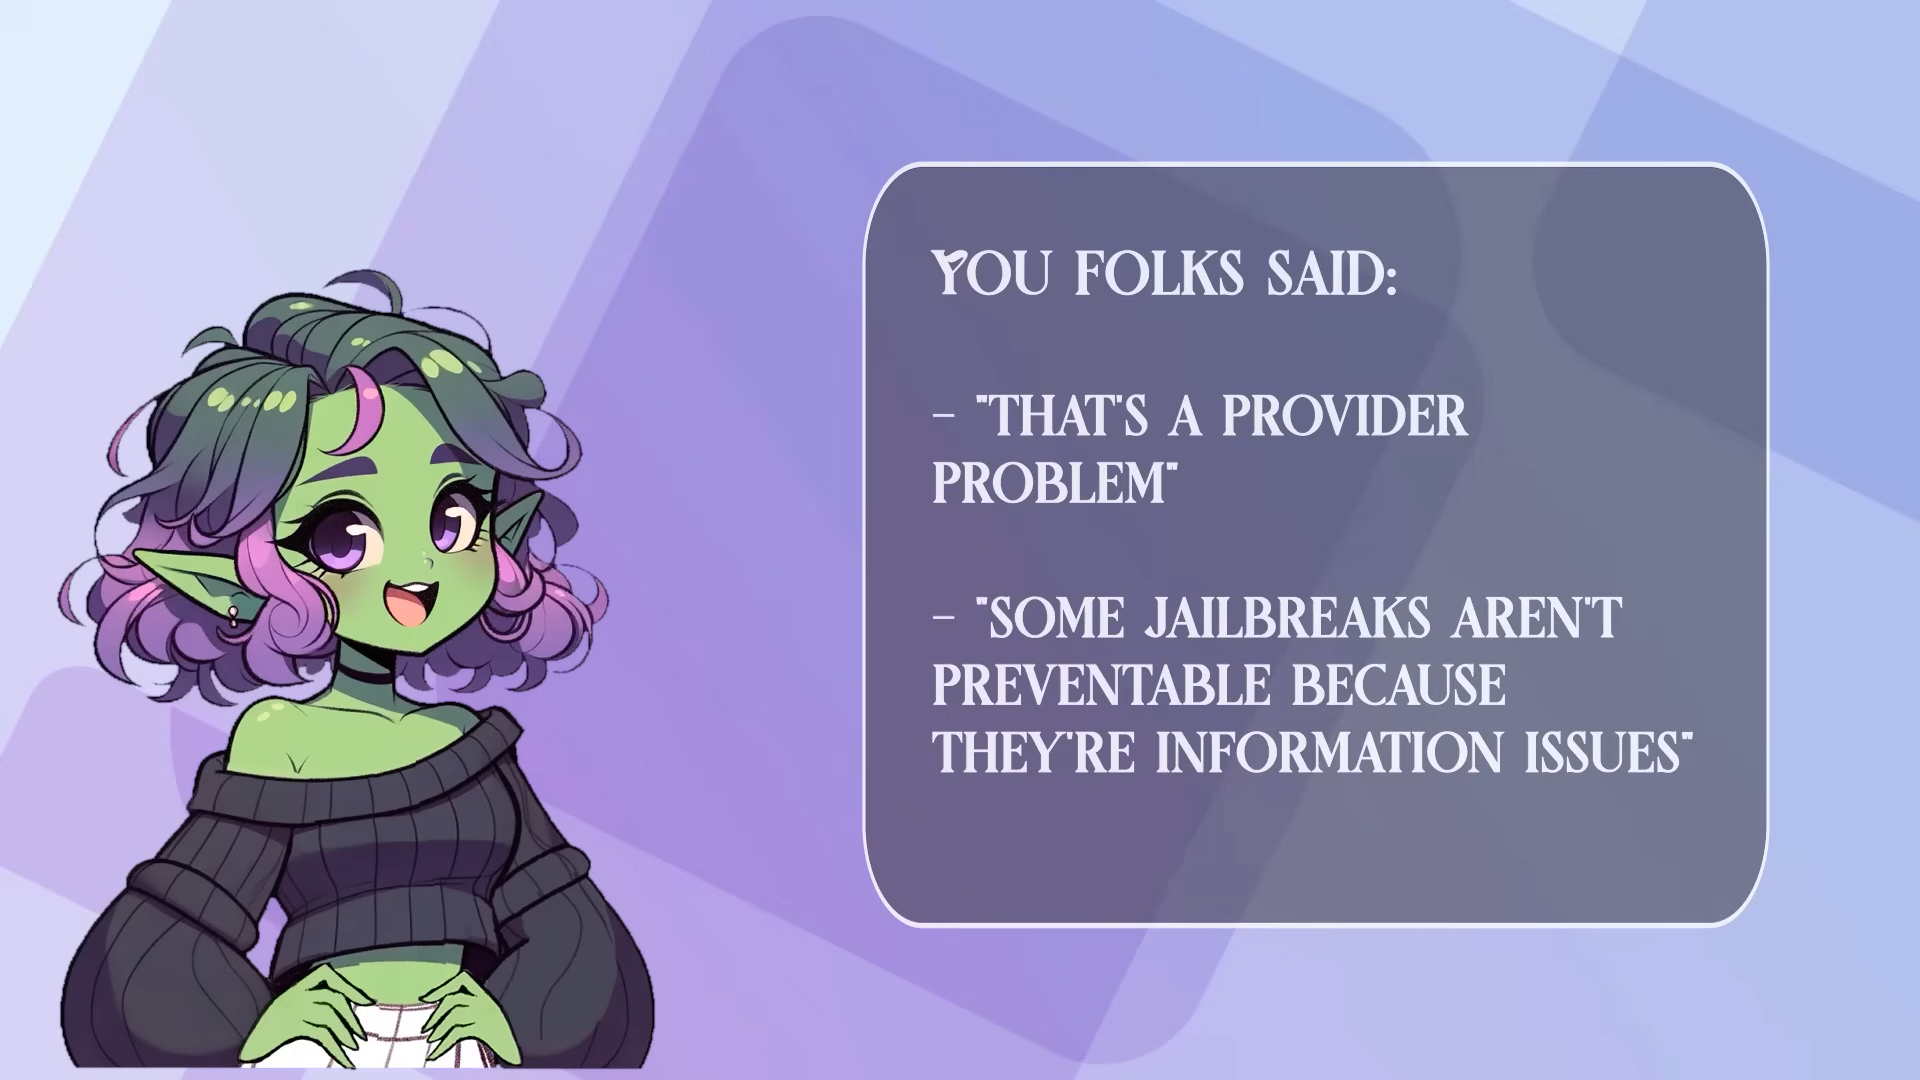 YOU FOLKS SAID:
- "THAT'S A PROVIDER
PROBLEM"
- "SOME JAILBREAKS AREN'T
PREVENTABLE BECAUSE
THEY'RE INFORMATION ISSUES"